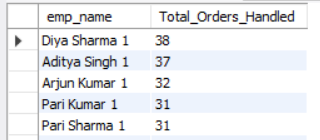 emp_name Total_Orders_Handled
Diya Sharma 1 38
Aditya Singh 1 37
Arjun Kumar 1 32
Pari Kumar 1 31
Pari Sharma 1 31